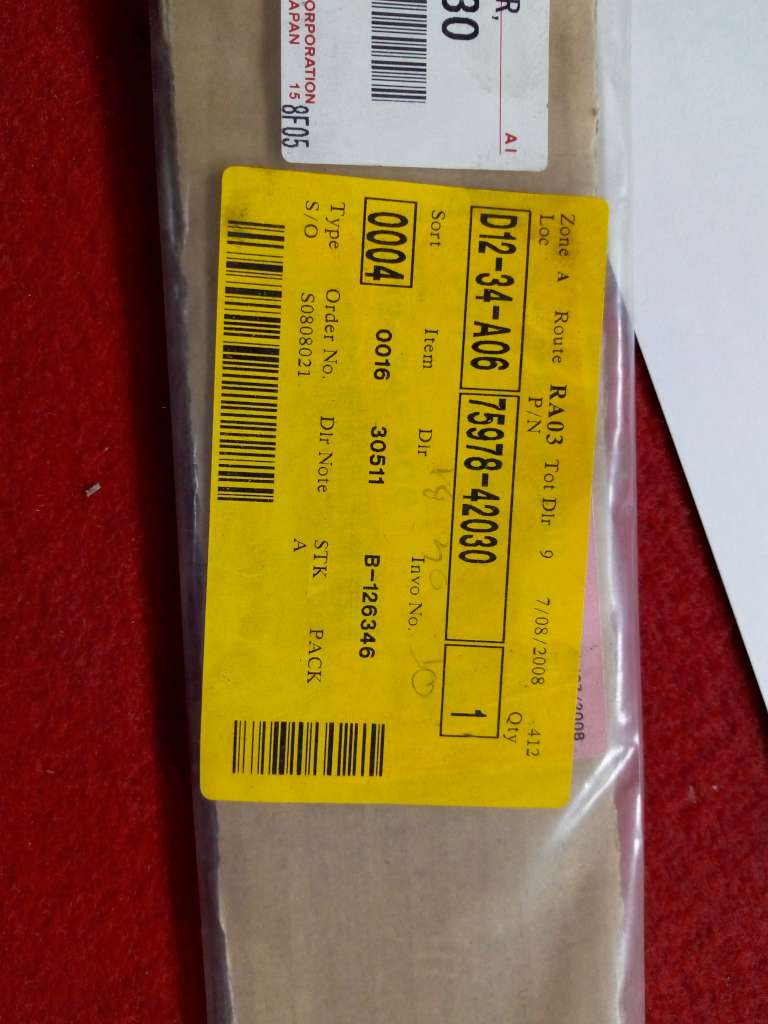 R,
30
AI
ORPORATION
APAN 15
8F05
Zone A Route RA03 Tot Dlr 9 7/08/2008 412
Loc P/N Qty
D12-34-A06 75978-42030 1
Sort Item Dlr Invo No.
0004 0016 30511 B-126346
Type Order No. Dlr Note STK PACK
S/O S0808021 A
/2008